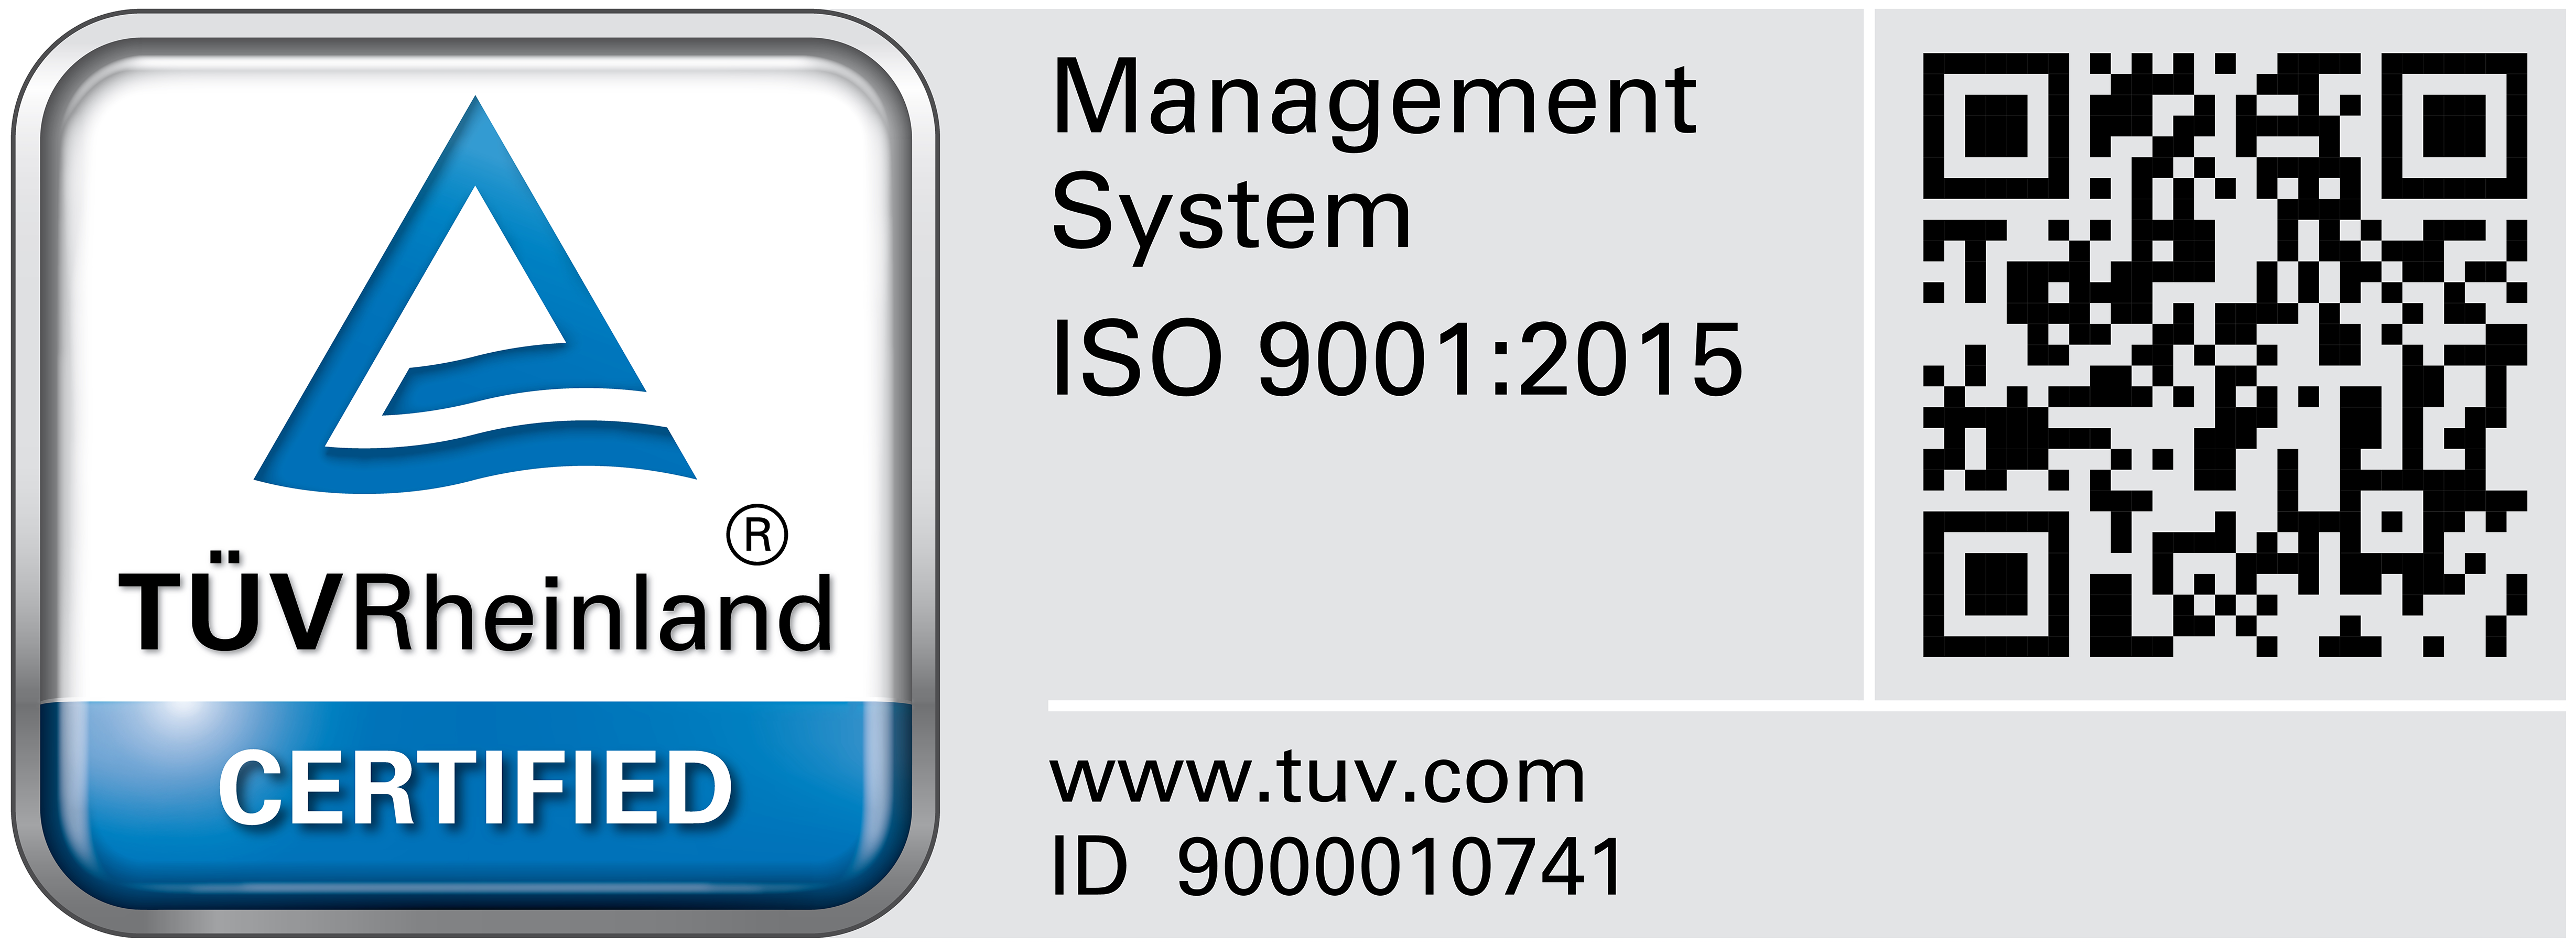 TÜVRheinland®
CERTIFIED
Management
System
ISO 9001:2015
www.tuv.com
ID 9000010741